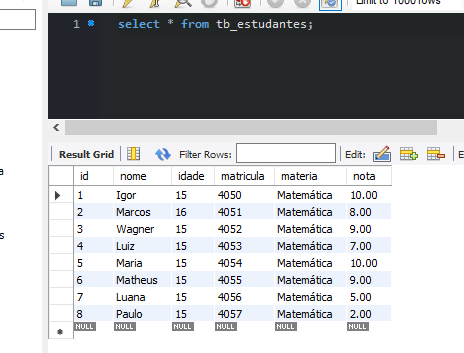 Limit to 1000 rows
1 select * from tb_estudantes;
Result Grid Filter Rows: Edit:
id nome idade matricula materia nota
1 Igor 15 4050 Matemática 10.00
2 Marcos 16 4051 Matemática 8.00
3 Wagner 15 4052 Matemática 9.00
4 Luiz 15 4053 Matemática 7.00
5 Maria 15 4054 Matemática 10.00
6 Matheus 15 4055 Matemática 9.00
7 Luana 15 4056 Matemática 5.00
8 Paulo 15 4057 Matemática 2.00
NULL NULL NULL NULL NULL NULL